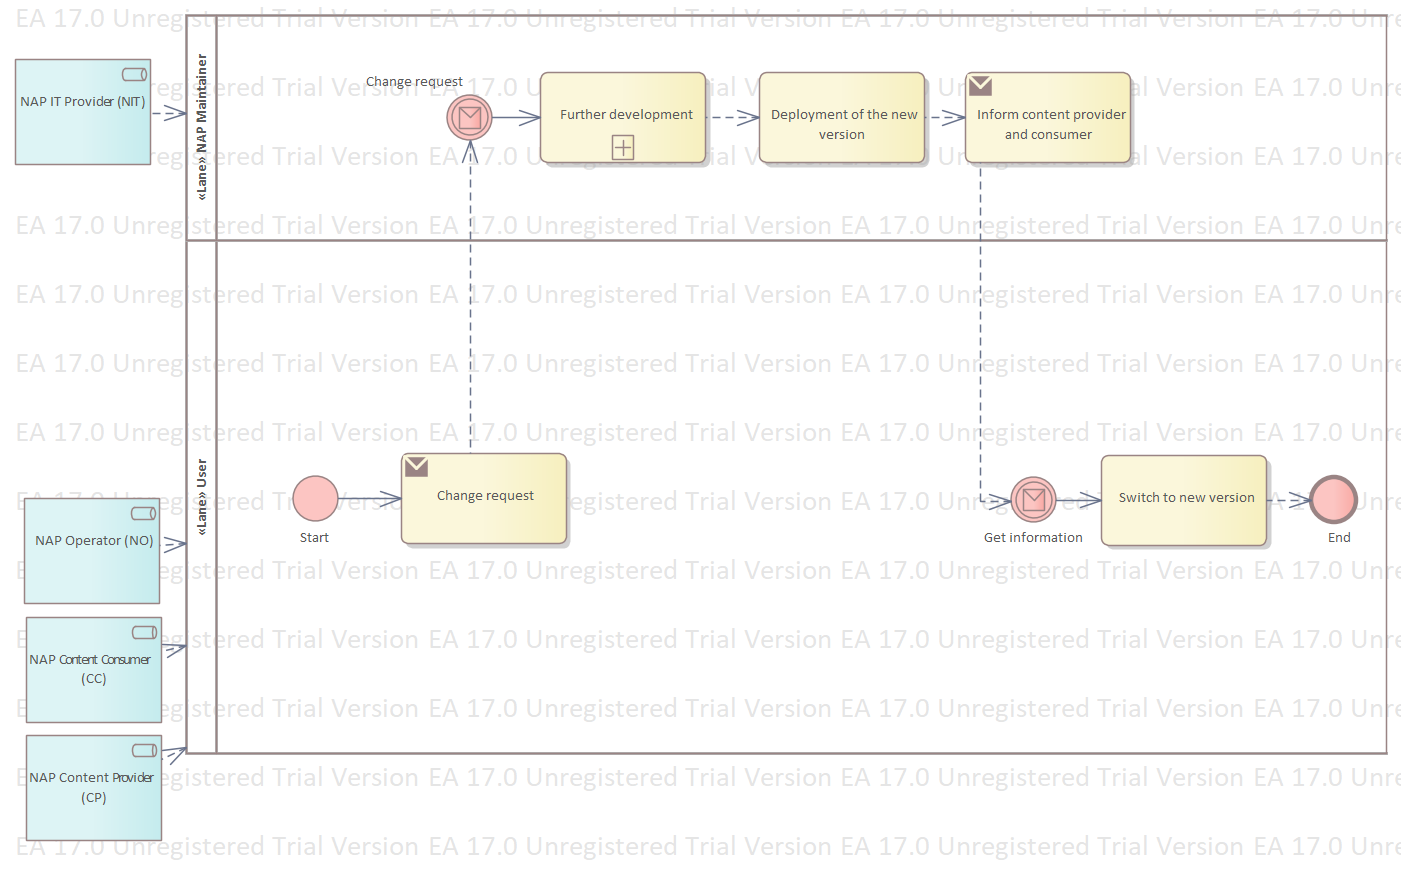 EA 17.0 Unregistered Trial Version EA 17.0 Unregistered Trial Version EA 17.0 Unregistered Trial Version EA 17.0 Unre
Change request
NAP IT Provider (NIT)
«Lane» NAP Maintainer
Further development
Deployment of the new
version
Inform content provider
and consumer
«Lane» User
Start
Change request
Get information
Switch to new version
End
NAP Operator (NO)
NAP Content Consumer
(CC)
NAP Content Provider
(CP)